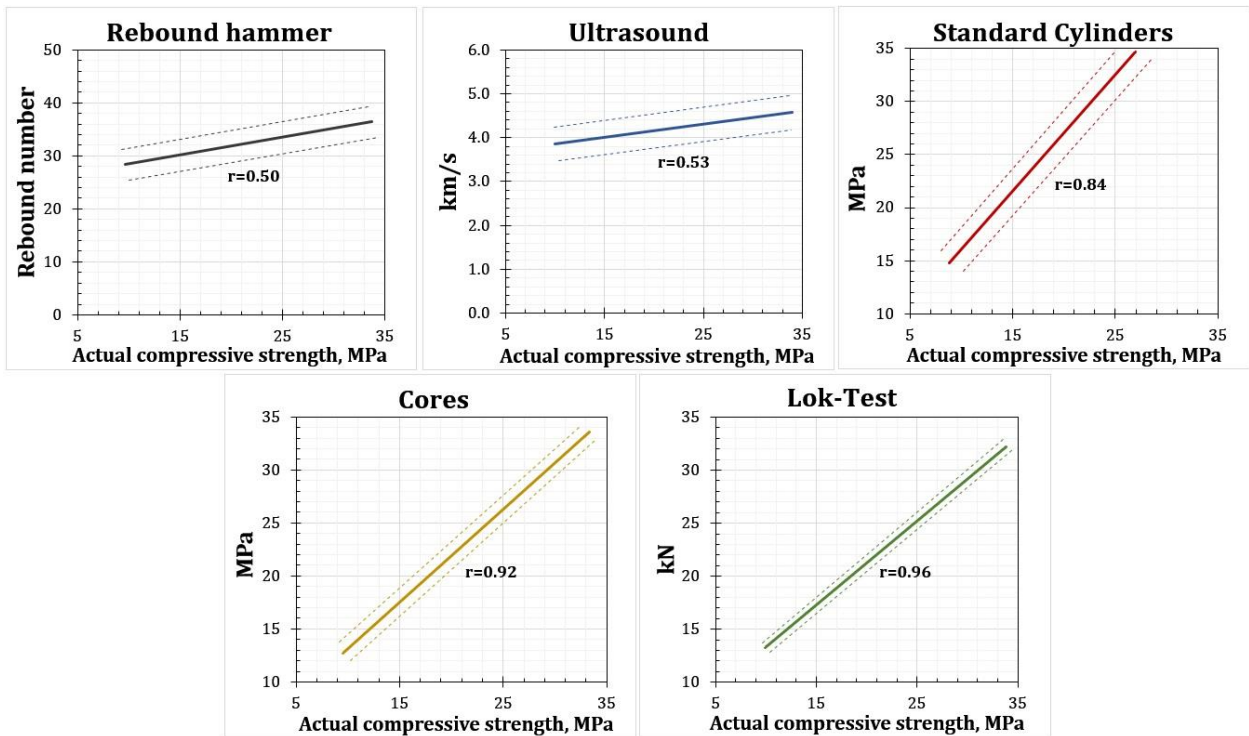 Rebound hammer
Rebound number
50
40
30
20
10
0
r=0.50
5
15
25
35
Actual compressive strength, MPa
Ultrasound
km/s
6.0
5.0
4.0
3.0
2.0
1.0
0.0
r=0.53
5
15
25
35
Actual compressive strength, MPa
Standard Cylinders
MPa
35
30
25
20
15
10
r=0.84
5
15
25
35
Actual compressive strength, MPa
Cores
MPa
35
30
25
20
15
10
r=0.92
5
15
25
35
Actual compressive strength, MPa
Lok-Test
kN
35
30
25
20
15
10
r=0.96
5
15
25
35
Actual compressive strength, MPa